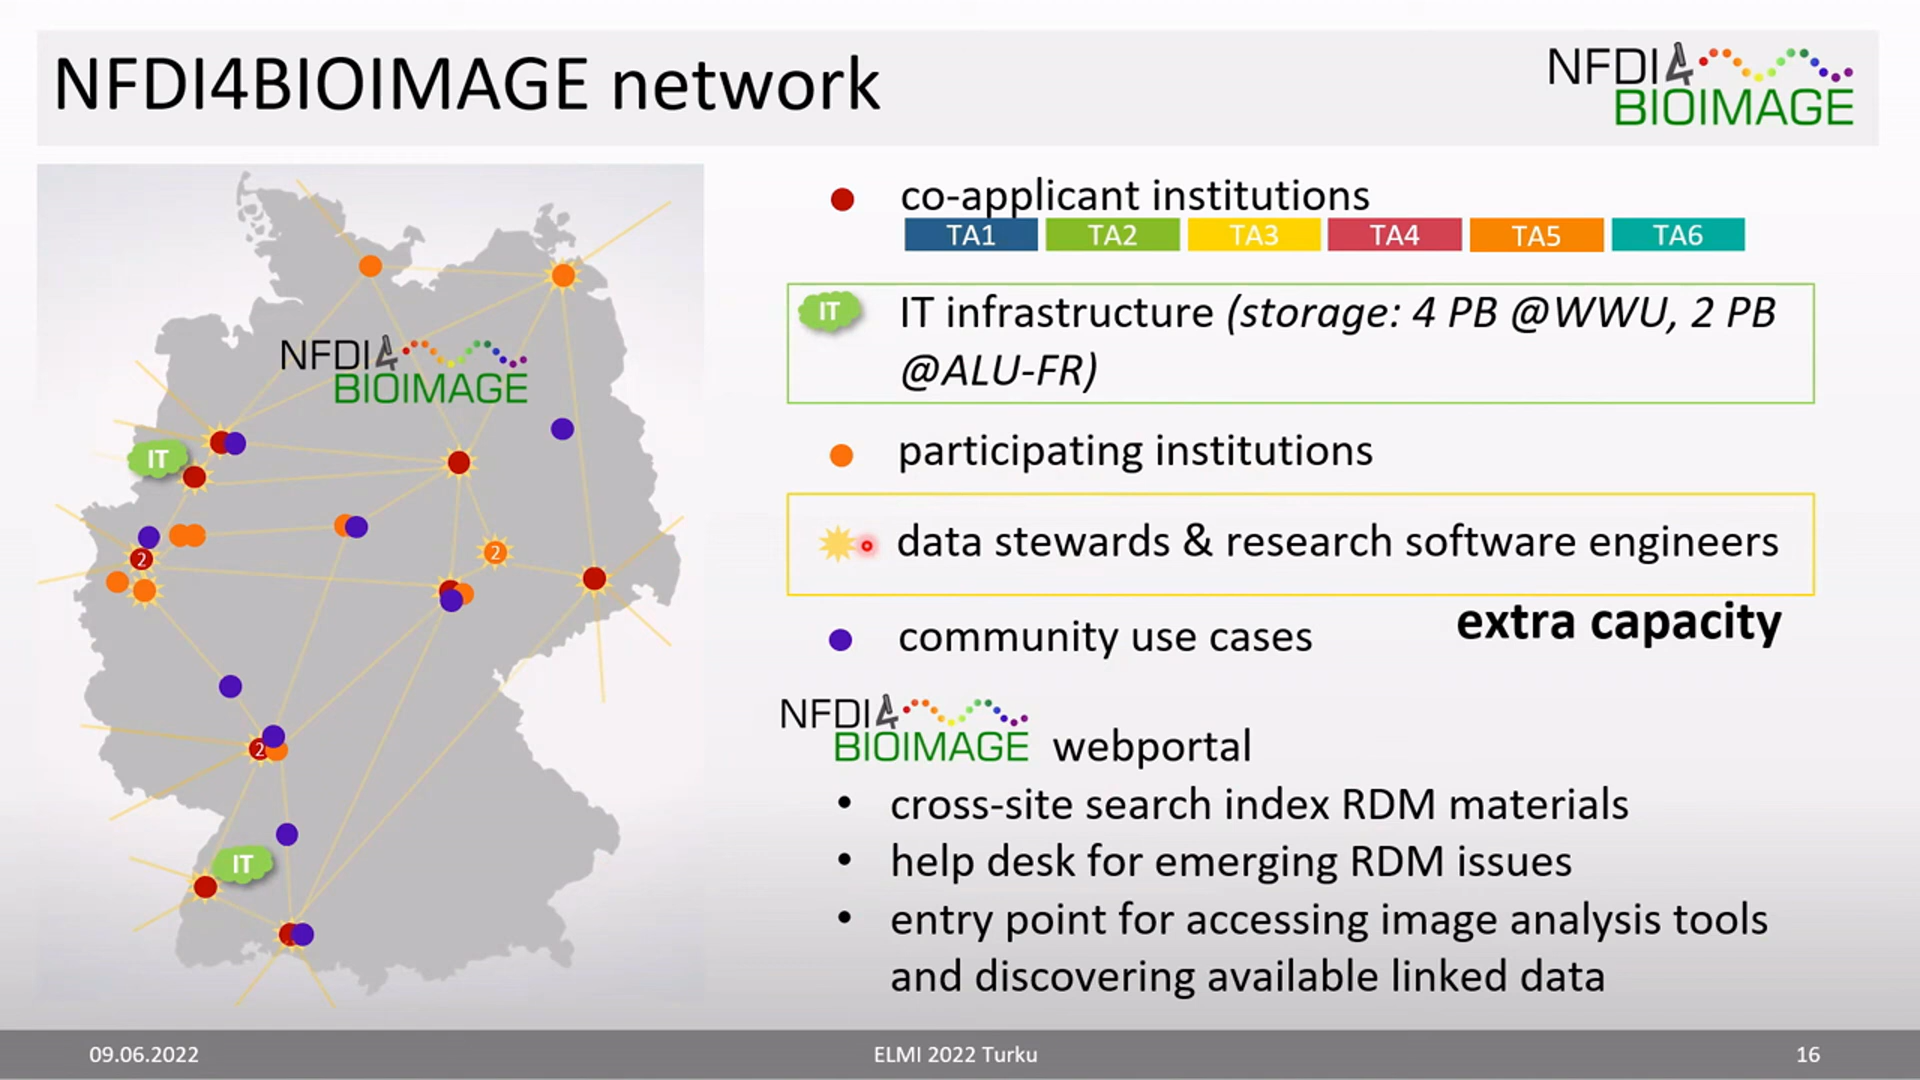 NFDI4BIOIMAGE network
NFDI4
BIOIMAGE
NFDI4
BIOIMAGE
IT
2
2
2
IT
co-applicant institutions
TA1 TA2 TA3 TA4 TA5 TA6
IT
IT infrastructure (storage: 4 PB @WWU, 2 PB
@ALU-FR)
participating institutions
data stewards & research software engineers
extra capacity
community use cases
NFDI4
BIOIMAGE webportal
• cross-site search index RDM materials
• help desk for emerging RDM issues
• entry point for accessing image analysis tools
and discovering available linked data
09.06.2022
ELMI 2022 Turku
16